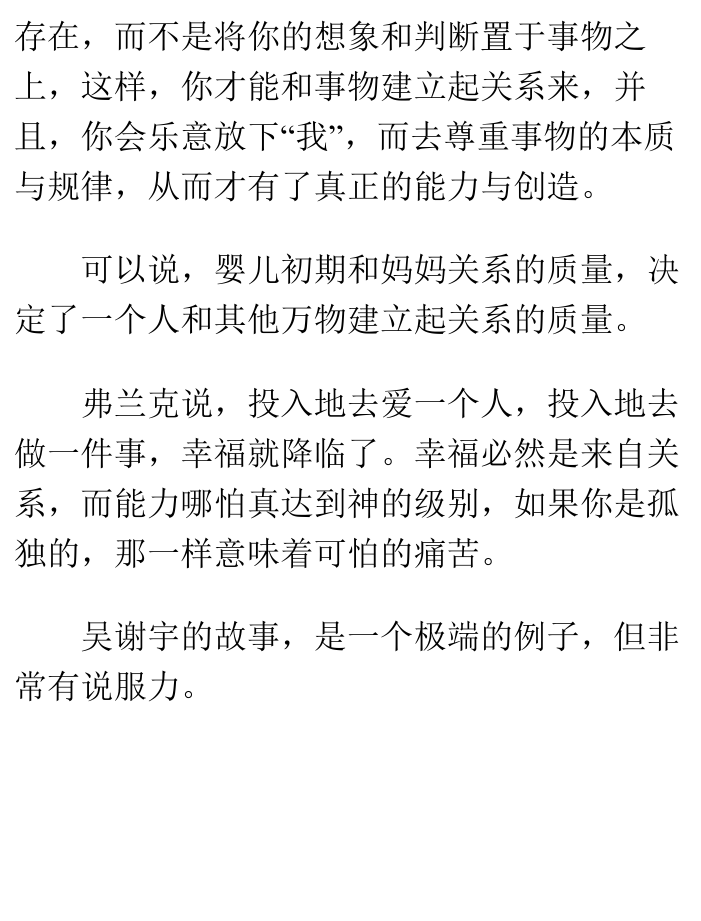 存在，而不是将你的想象和判断置于事物之
上，这样，你才能和事物建立起关系来，并
且，你会乐意放下“我”，而去尊重事物的本质
与规律，从而才有了真正的能力与创造。
可以说，婴儿初期和妈妈关系的质量，决
定了一个人和其他万物建立起关系的质量。
弗兰克说，投入地去爱一个人，投入地去
做一件事，幸福就降临了。幸福必然是来自关
系，而能力哪怕真达到神的级别，如果你是孤
独的，那一样意味着可怕的痛苦。
吴谢宇的故事，是一个极端的例子，但非
常有说服力。